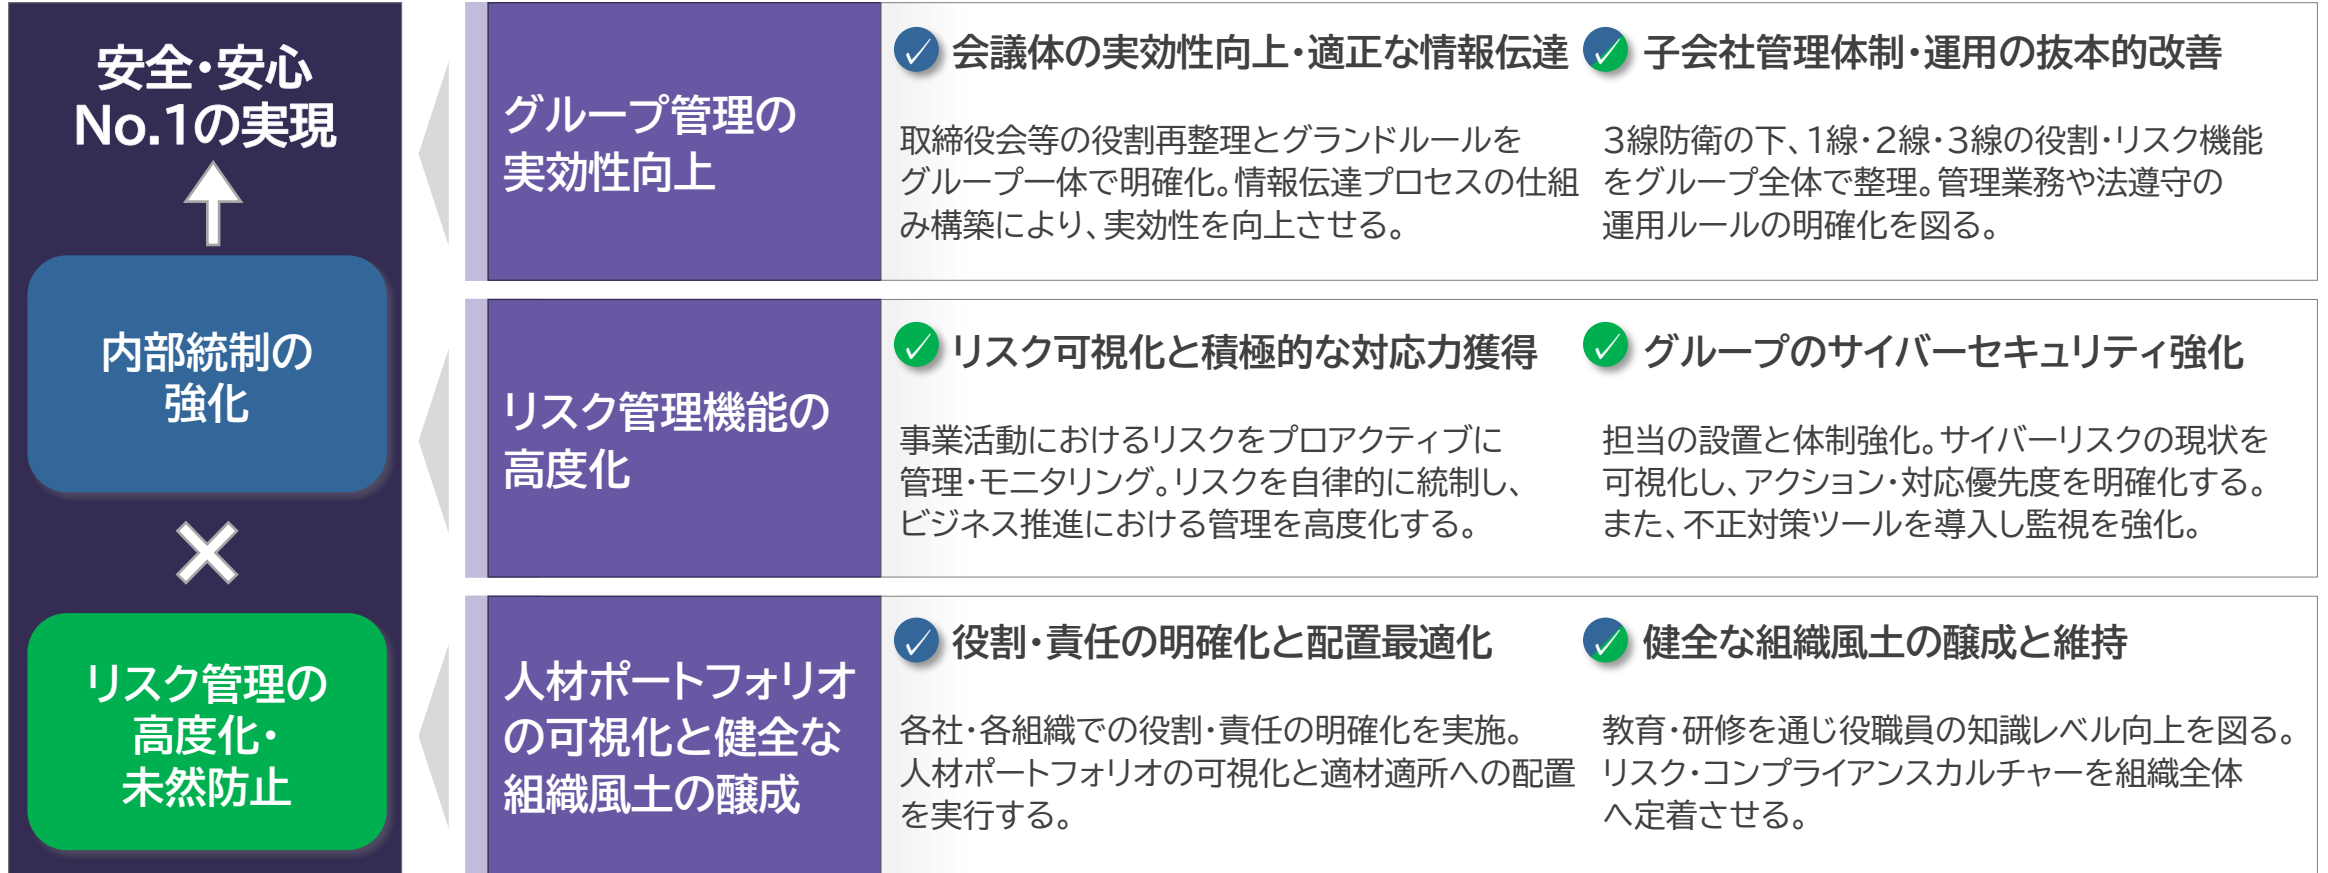 安全・安心
No.1の実現
内部統制の
強化
リスク管理の
高度化・
未然防止
グループ管理の
実効性向上
会議体の実効性向上・適正な情報伝達
取締役会等の役割再整理とグランドルールを
グループ一体で明確化。情報伝達プロセスの仕組
み構築により、実効性を向上させる。
子会社管理体制・運用の抜本的改善
3線防衛の下、1線・2線・3線の役割・リスク機能
をグループ全体で整理。管理業務や法遵守の
運用ルールの明確化を図る。
リスク管理機能の
高度化
リスク可視化と積極的な対応力獲得
事業活動におけるリスクをプロアクティブに
管理・モニタリング。リスクを自律的に統制し、
ビジネス推進における管理を高度化する。
グループのサイバーセキュリティ強化
担当の設置と体制強化。サイバーリスクの現状を
可視化し、アクション・対応優先度を明確化する。
また、不正対策ツールを導入し監視を強化。
人材ポートフォリオ
の可視化と健全な
組織風土の醸成
役割・責任の明確化と配置最適化
各社・各組織での役割・責任の明確化を実施。
人材ポートフォリオの可視化と適材適所への配置
を実行する。
健全な組織風土の醸成と維持
教育・研修を通じ役職員の知識レベル向上を図る。
リスク・コンプライアンスカルチャーを組織全体
へ定着させる。